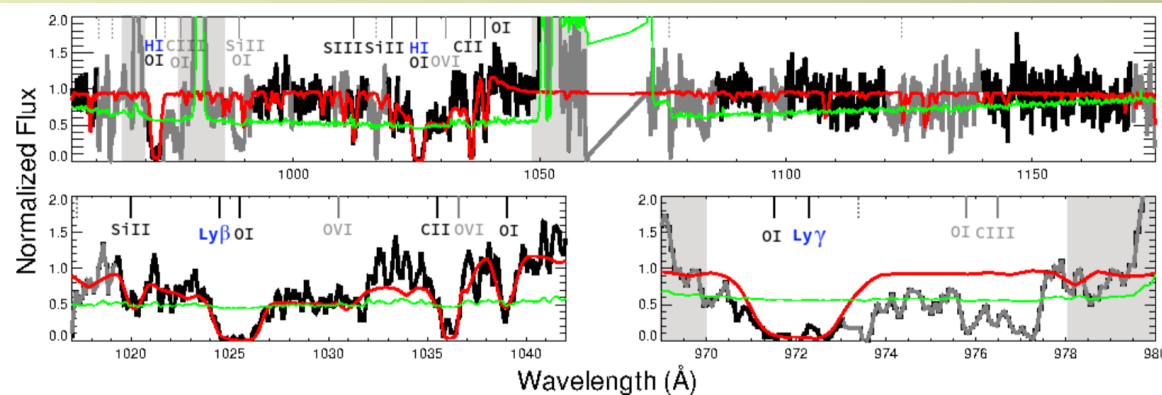 Normalized Flux
2.0
1.5
1.0
0.5
0.0
HI CIII SiII
OI OI OI
SIII SiII HI CII OI
OI OVI
1000 1050 1100 1150
2.0
1.5
1.0
0.5
0.0
SiII Lyβ OI OVI CII OVI OI
1020 1025 1030 1035 1040
2.0
1.5
1.0
0.5
0.0
OI Lyγ OI CIII
970 972 974 976 978 980
Wavelength (Å)